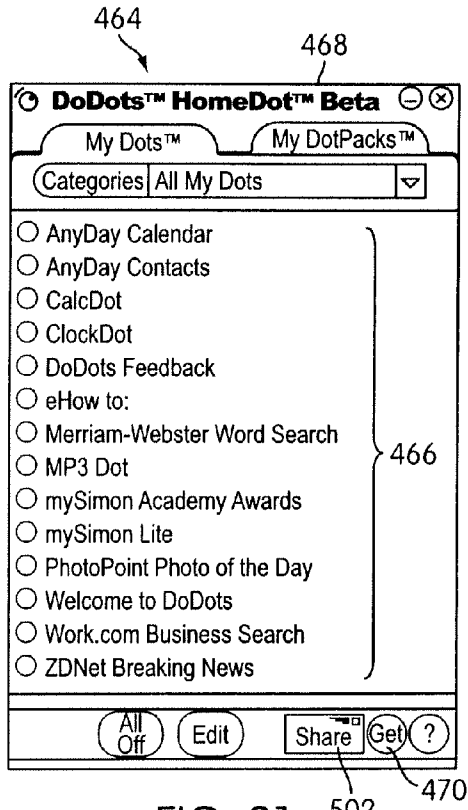 464
468
DoDots™ HomeDot™ Beta
My Dots™ My DotPacks™
Categories All My Dots
AnyDay Calendar
AnyDay Contacts
CalcDot
ClockDot
DoDots Feedback
eHow to:
Merriam-Webster Word Search
466
MP3 Dot
mySimon Academy Awards
mySimon Lite
PhotoPoint Photo of the Day
Welcome to DoDots
Work.com Business Search
ZDNet Breaking News
All Off Edit Share Get ?
502 470